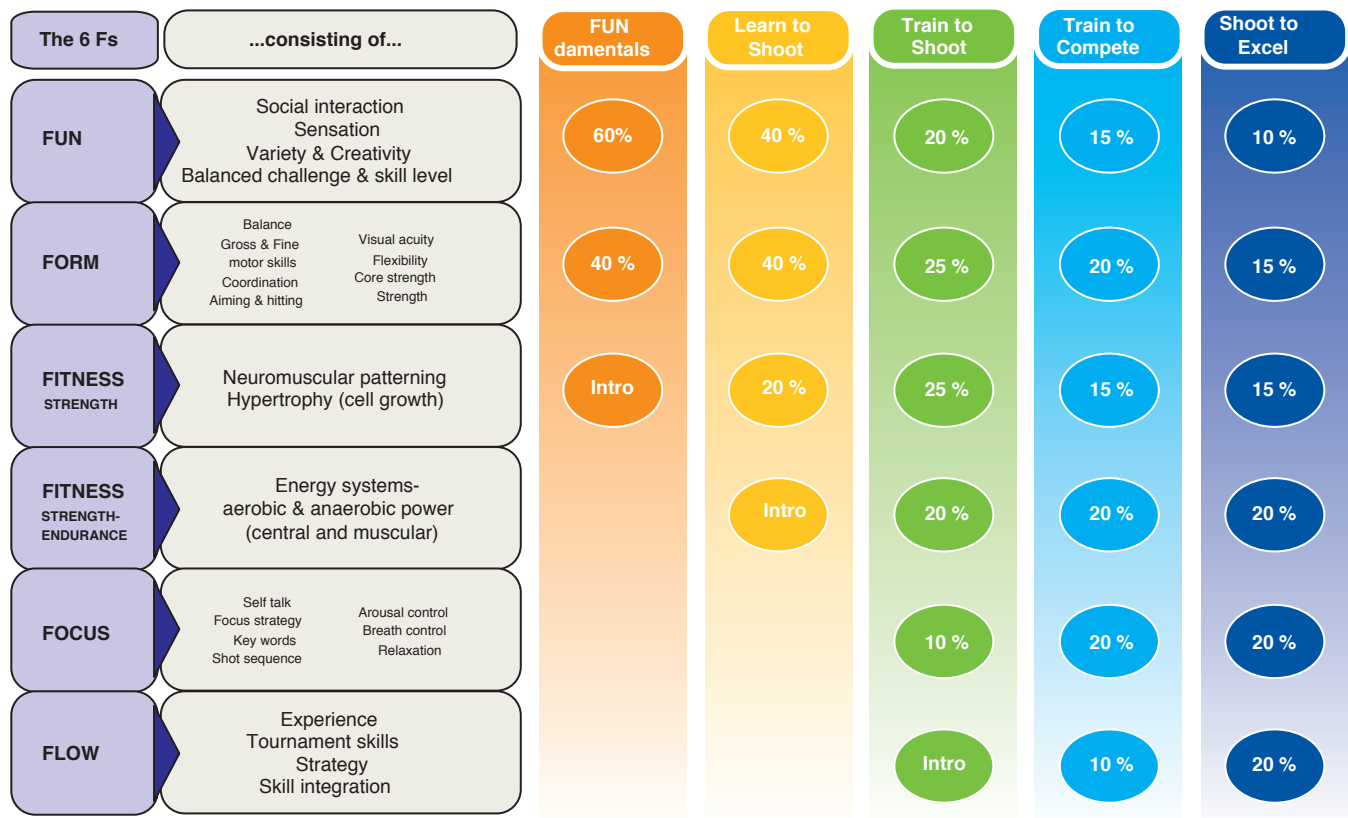 The 6 Fs
...consisting of...
FUN
damentals
Learn to
Shoot
Train to
Shoot
Train to
Compete
Shoot to
Excel
FUN
Social interaction
Sensation
Variety & Creativity
Balanced challenge & skill level
60%
40 %
20 %
15 %
10 %
FORM
Balance
Gross & Fine
motor skills
Coordination
Aiming & hitting
Visual acuity
Flexibility
Core strength
Strength
40 %
40 %
25 %
20 %
15 %
FITNESS
STRENGTH
Neuromuscular patterning
Hypertrophy (cell growth)
Intro
20 %
25 %
15 %
15 %
FITNESS
STRENGTH-
ENDURANCE
Energy systems-
aerobic & anaerobic power
(central and muscular)
Intro
20 %
20 %
20 %
FOCUS
Self talk
Focus strategy
Key words
Shot sequence
Arousal control
Breath control
Relaxation
10 %
20 %
20 %
FLOW
Experience
Tournament skills
Strategy
Skill integration
Intro
10 %
20 %